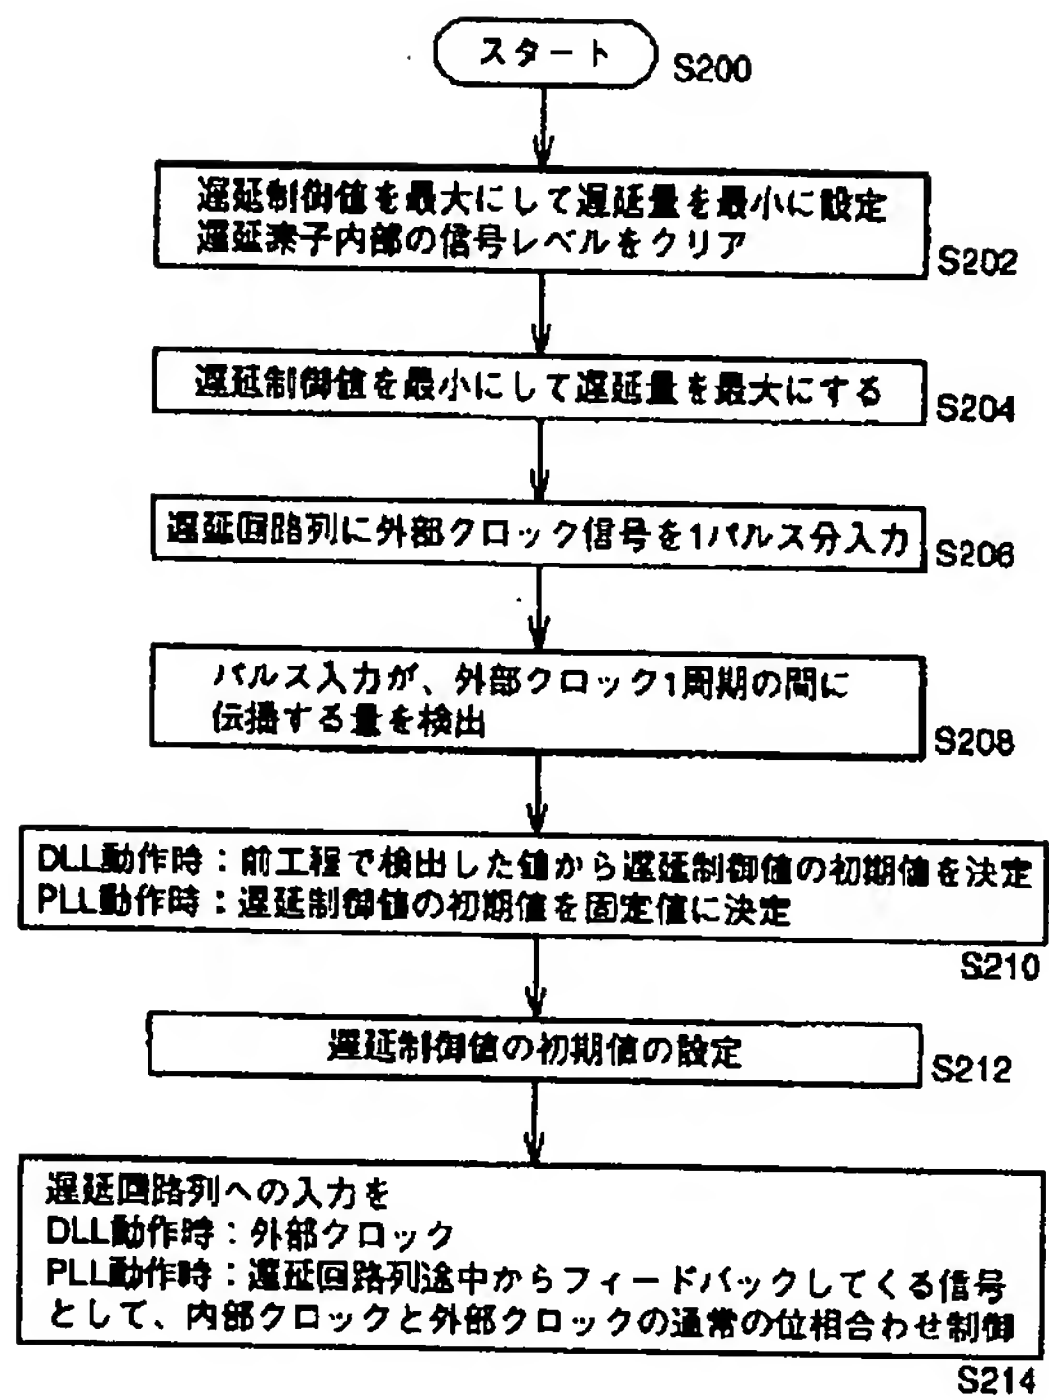 スタート
S200
遅延制御値を最大にして遅延量を最小に設定
遅延素子内部の信号レベルをクリア
S202
遅延制御値を最小にして遅延量を最大にする
S204
遅延回路列に外部クロック信号を1パルス分入力
S206
パルス入力が、外部クロック1周期の間に
伝播する量を検出
S208
DLL動作時：前工程で検出した値から遅延制御値の初期値を決定
PLL動作時：遅延制御値の初期値を固定値に決定
S210
遅延制御値の初期値の設定
S212
遅延回路列への入力を
DLL動作時：外部クロック
PLL動作時：遅延回路列途中からフィードバックしてくる信号
として、内部クロックと外部クロックの通常の位相合わせ制御
S214